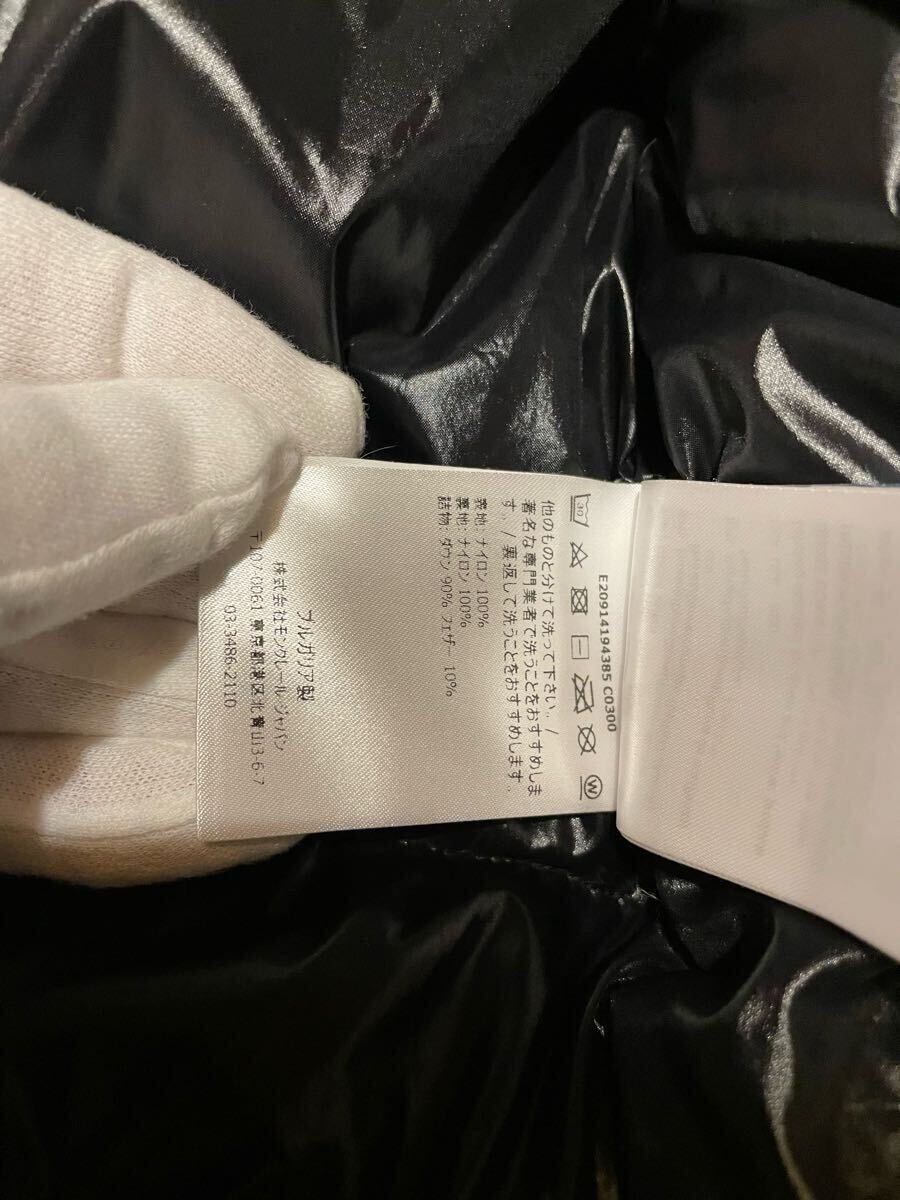 E20914194385 C0300
30
W
他のものと分けて洗って下さい。/
著名な専門業者で洗うことをおすすめしま
す。/ 裏返して洗うことをおすすめします。
表地: ナイロン 100%
裏地: ナイロン 100%
詰物: ダウン 90% フェザー 10%
ブルガリア製
株式会社モンクレール・ジャパン
〒107-0061 東京都港区北青山3-6-7
03-3486-2110